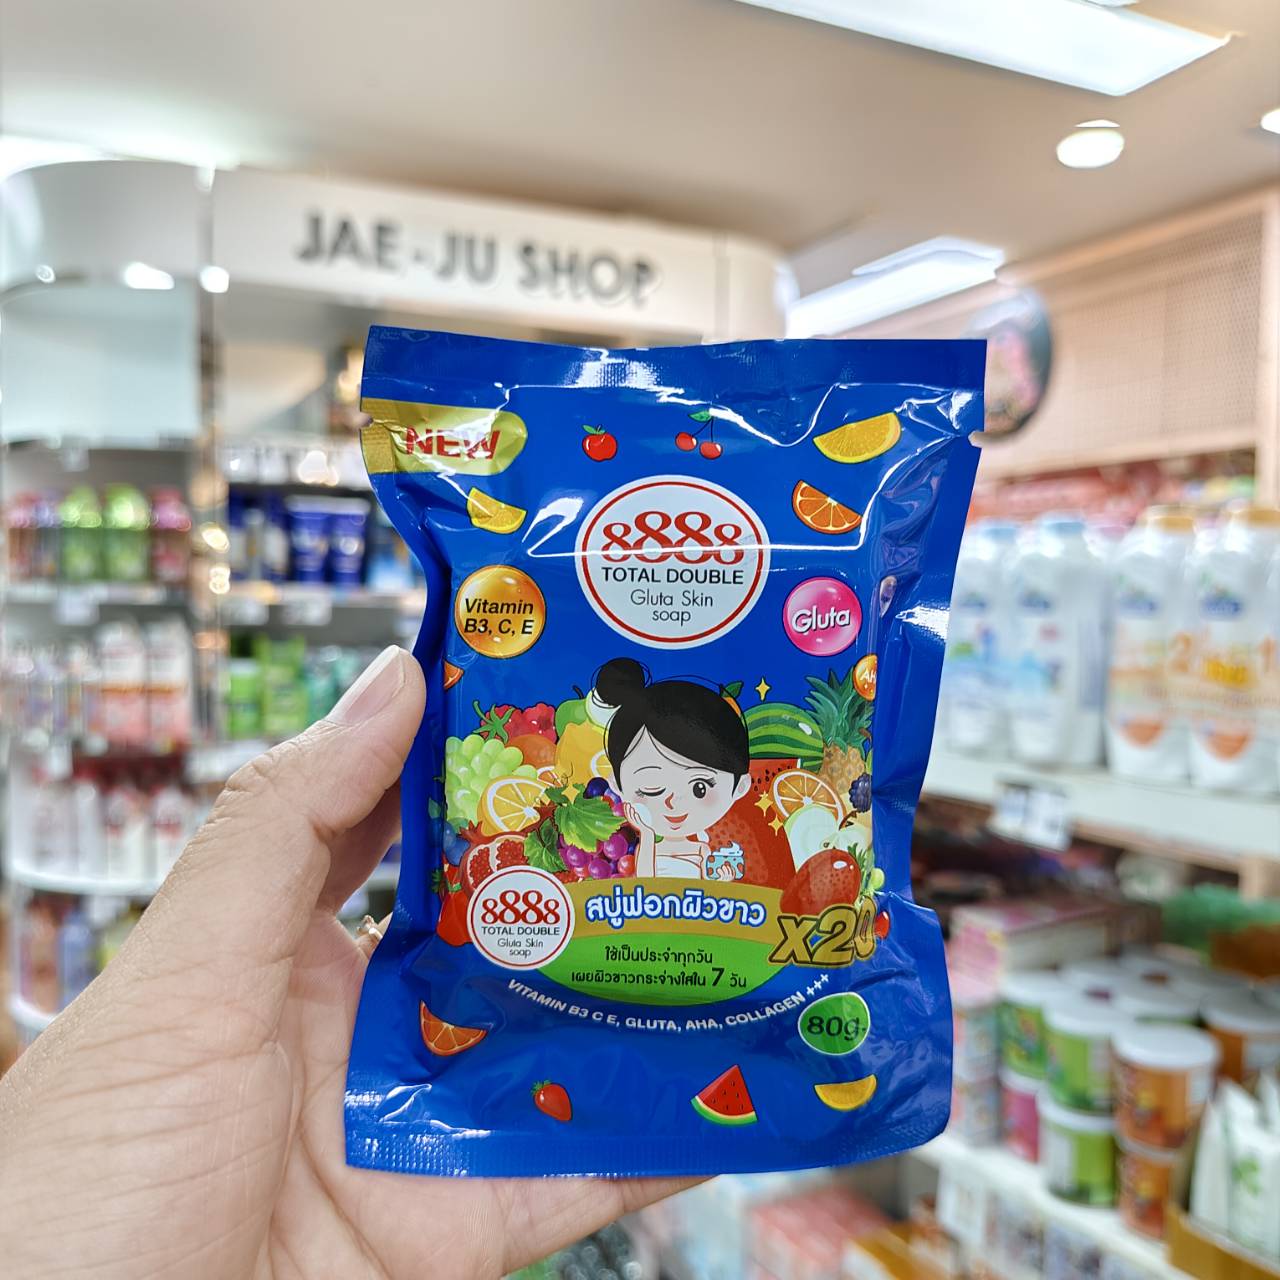 JAE-JU SHOP
NEW
8888
TOTAL DOUBLE
Gluta Skin
soap
Vitamin
B3, C, E
Gluta
AH
8888
TOTAL DOUBLE
Gluta Skin
soap
สบู่ฟอกผิวขาว
x20
ใช้เป็นประจำทุกวัน
เผยผิวขาวกระจ่างใสใน 7 วัน
VITAMIN B3 C E, GLUTA, AHA, COLLAGEN +++
80g.